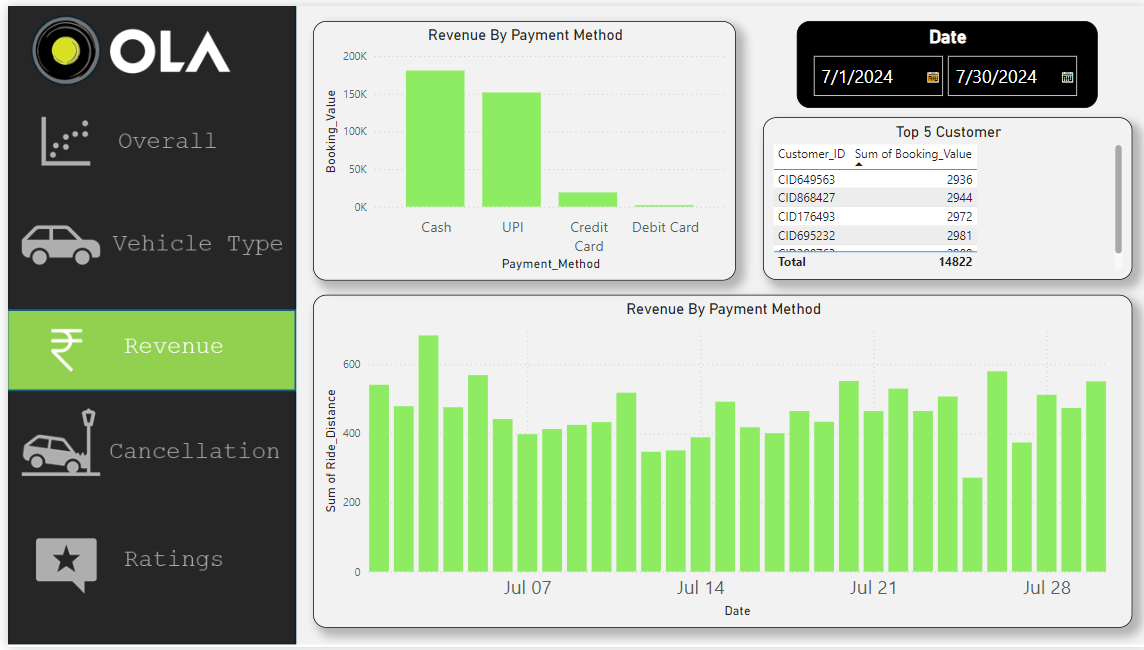 OLA
Overall
Vehicle Type
Revenue
Cancellation
Ratings
Revenue By Payment Method
Booking_Value
200K
150K
100K
50K
0K
Cash
UPI
Credit
Card
Debit Card
Payment_Method
Date
7/1/2024
7/30/2024
Top 5 Customer
Customer_ID Sum of Booking_Value
CID649563 2936
CID868427 2944
CID176493 2972
CID695232 2981
Total 14822
Revenue By Payment Method
Sum of Ride_Distance
600
400
200
0
Jul 07
Jul 14
Jul 21
Jul 28
Date